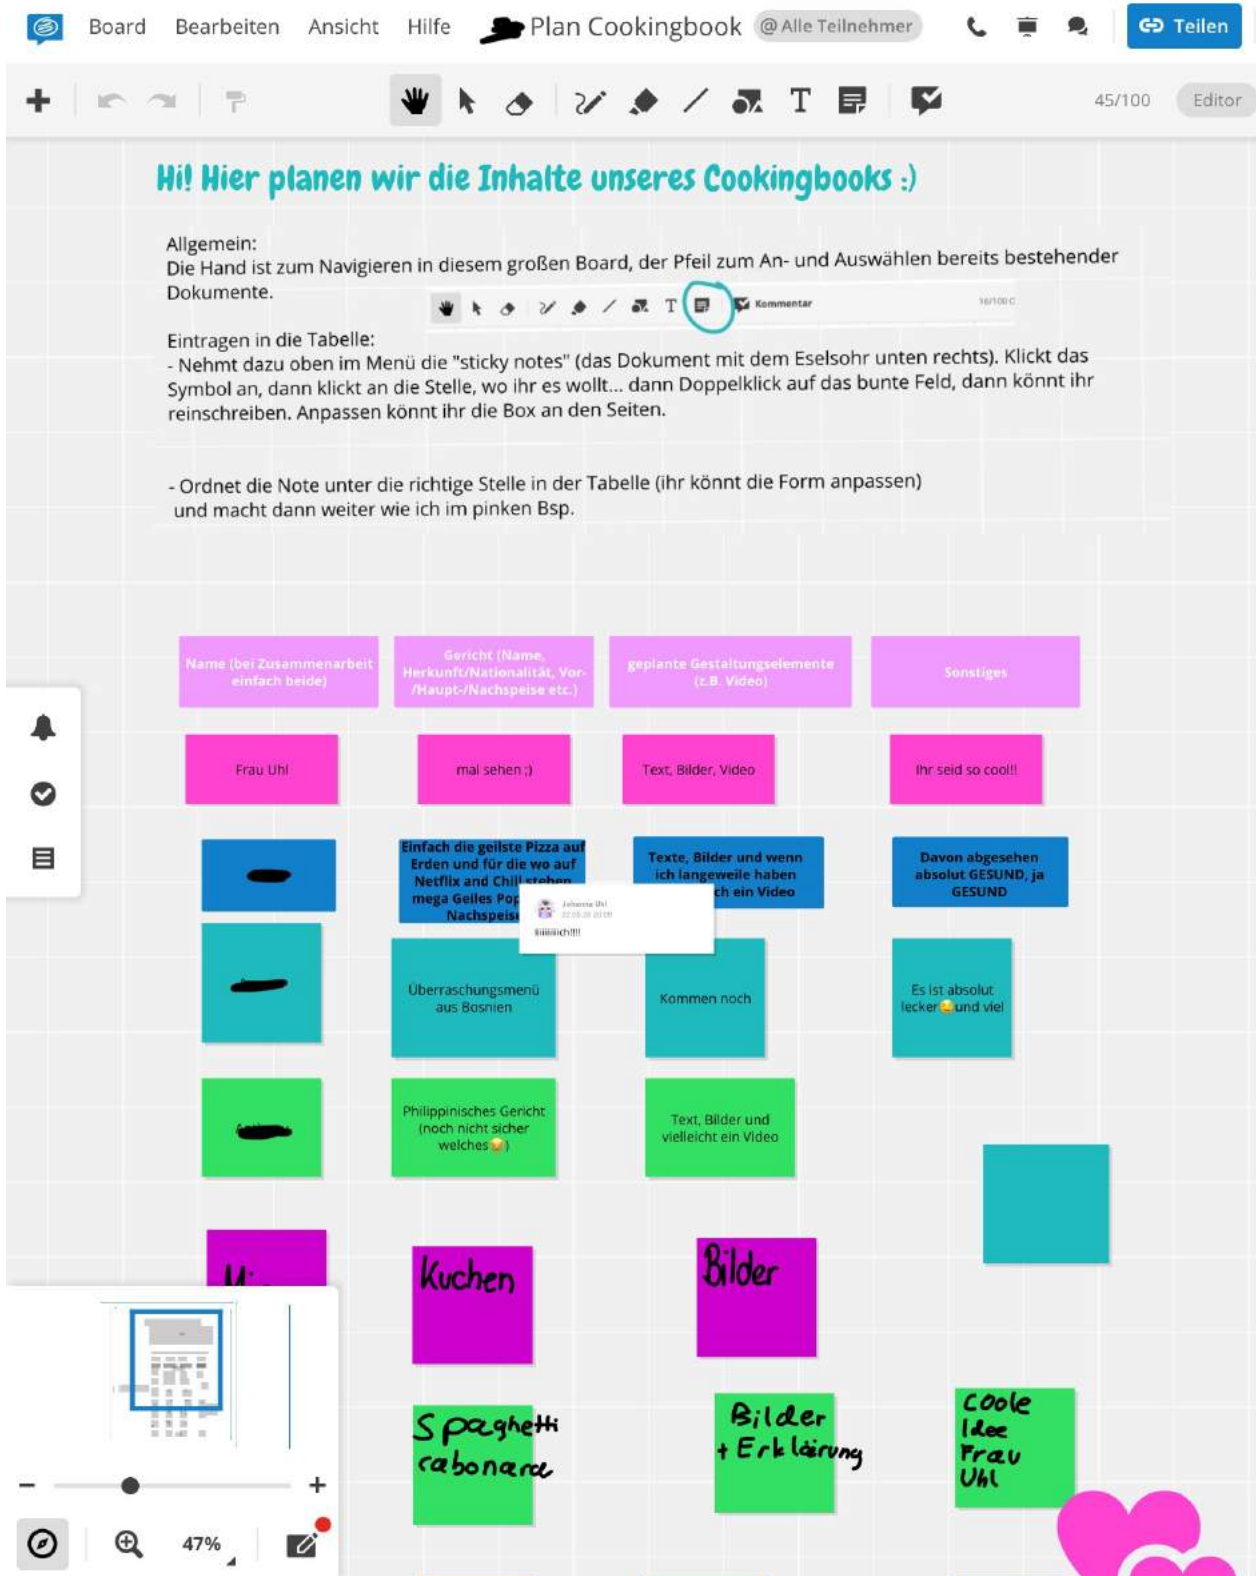 Board Bearbeiten Ansicht Hilfe Plan Cookingbook @ Alle Teilnehmer Teilen
T 45/100 Editor
Hi! Hier planen wir die Inhalte unseres Cookingbooks :)
Allgemein:
Die Hand ist zum Navigieren in diesem großen Board, der Pfeil zum An- und Auswählen bereits bestehender
Dokumente.
T Kommentar
Eintragen in die Tabelle:
- Nehmt dazu oben im Menü die "sticky notes" (das Dokument mit dem Eselsohr unten rechts). Klickt das
Symbol an, dann klickt an die Stelle, wo ihr es wollt... dann Doppelklick auf das bunte Feld, dann könnt ihr
reinschreiben. Anpassen könnt ihr die Box an den Seiten.
- Ordnet die Note unter die richtige Stelle in der Tabelle (ihr könnt die Form anpassen)
und macht dann weiter wie ich im pinken Bsp.
Name (bei Zusammenarbeit
einfach beide)
Gericht (Name,
Herkunft/Nationalität, Vor-
/Haupt-/Nachspeise etc.)
geplante Gestaltungselemente
(z.B. Video)
Sonstiges
Frau Uhl
mal sehen ;)
Text, Bilder, Video
Ihr seid so cool!!
Einfach die geilste Pizza auf
Erden und für die wo auf
Netflix and Chill stehen
mega Geiles
Nachspeise
Texte, Bilder und wenn
ich langeweile haben
ein Video
Davon abgesehen
absolut GESUND, ja
GESUND
Johanna Uhl
Überraschungsmenü
aus Bosnien
Kommen noch
Es ist absolut
lecker😂und viel
Philippinisches Gericht
(noch nicht sicher
welches😂)
Text, Bilder und
vielleicht ein Video
Kuchen
Bilder
Spaghetti
cabonara
Bilder
+ Erklärung
Coole
Idee
Frau
Uhl
47%